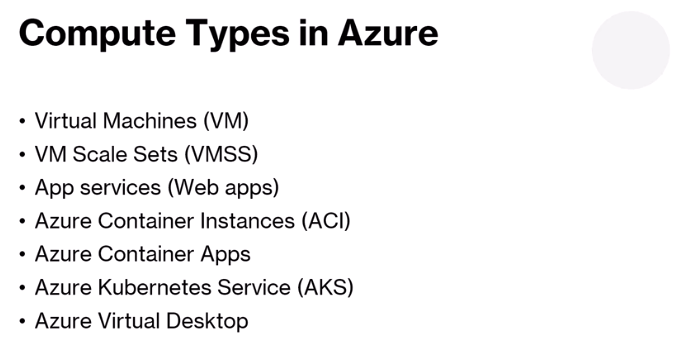 Compute Types in Azure
• Virtual Machines (VM)
• VM Scale Sets (VMSS)
• App services (Web apps)
• Azure Container Instances (ACI)
• Azure Container Apps
• Azure Kubernetes Service (AKS)
• Azure Virtual Desktop